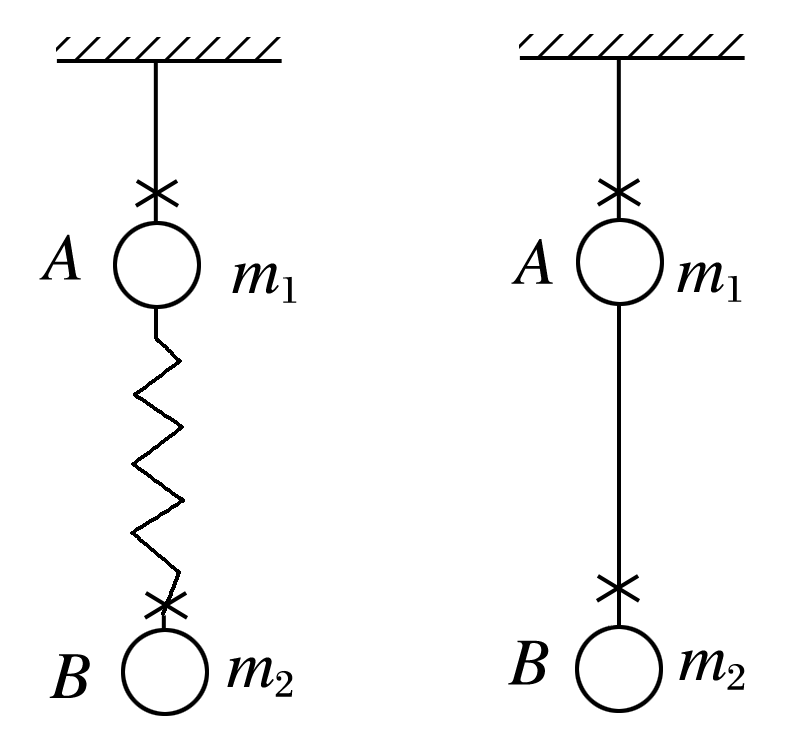 A m₁ A m₁
B m₂ B m₂